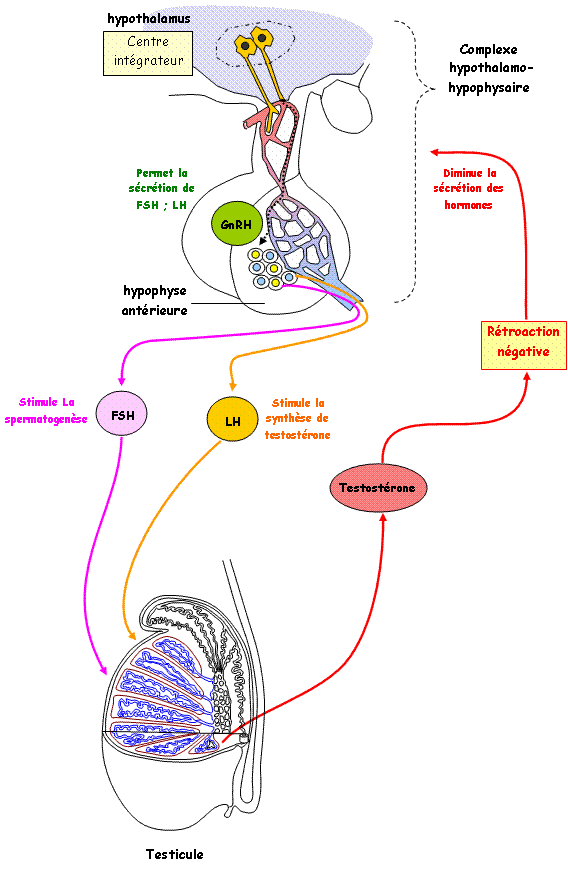 hypothalamus
Centre
intégrateur
Complexe
hypothalamo-
hypophysaire
Permet la
sécrétion de
FSH ; LH
Diminue la
sécrétion des
hormones
GnRH
hypophyse
antérieure
Rétroaction
négative
Stimule La
spermatogenèse
FSH
LH
Stimule la
synthèse de
testostérone
Testostérone
Testicule